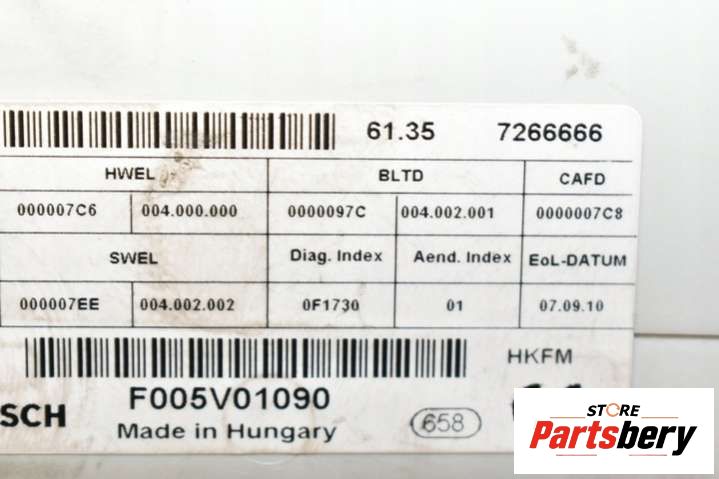 61.35 7266666
HWEL BLTD CAFD
000007C6 004.000.000 0000097C 004.002.001 0000007C8
SWEL Diag. Index Aend. Index EoL-DATUM
000007EE 004.002.002 0F1730 01 07.09.10
HKFM
SCH F005V01090
Made in Hungary 658
STORE
Partsbery